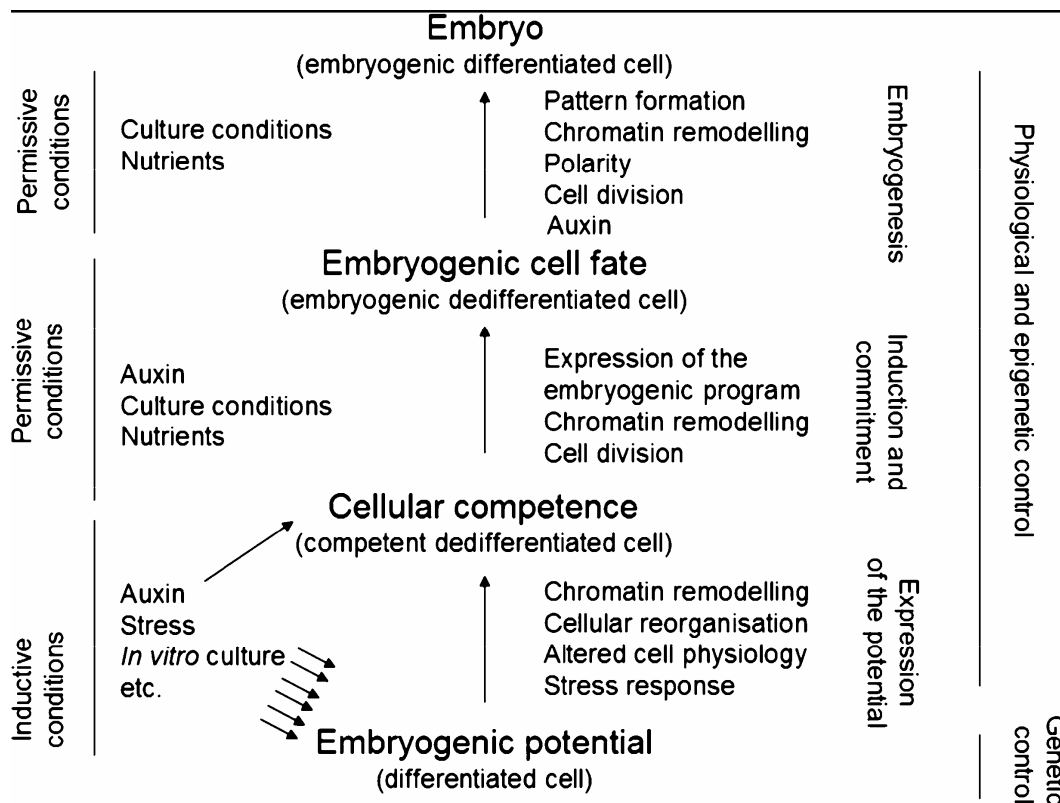 Embryo
(embryogenic differentiated cell)
Permissive
conditions
Culture conditions
Nutrients
Pattern formation
Chromatin remodelling
Polarity
Cell division
Auxin
Embryogenesis
Physiological and epigenetic control
Embryogenic cell fate
(embryogenic dedifferentiated cell)
Permissive
conditions
Auxin
Culture conditions
Nutrients
Expression of the
embryogenic program
Chromatin remodelling
Cell division
Induction and
commitment
Cellular competence
(competent dedifferentiated cell)
Inductive
conditions
Auxin
Stress
In vitro culture
etc.
Chromatin remodelling
Cellular reorganisation
Altered cell physiology
Stress response
Expression
of the potential
Embryogenic potential
(differentiated cell)
Genetic
control